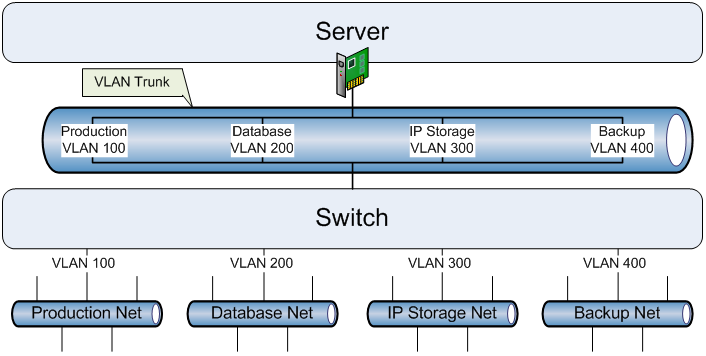 Server
VLAN Trunk
Production
VLAN 100
Database
VLAN 200
IP Storage
VLAN 300
Backup
VLAN 400
Switch
VLAN 100
VLAN 200
VLAN 300
VLAN 400
Production Net
Database Net
IP Storage Net
Backup Net